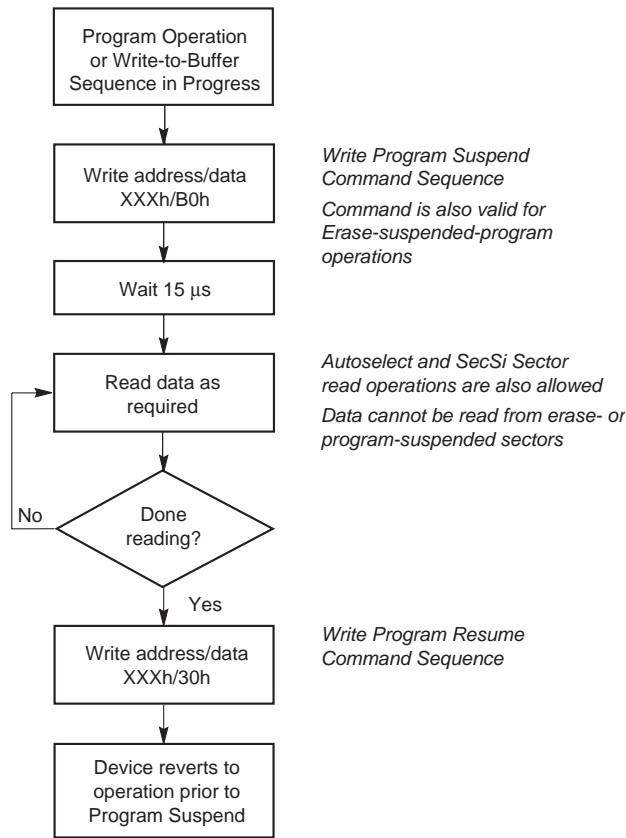 Program Operation
or Write-to-Buffer
Sequence in Progress
Write address/data
XXXh/B0h
Write Program Suspend
Command Sequence
Command is also valid for
Erase-suspended-program
operations
Wait 15 μs
Read data as
required
Autoselect and SecSi Sector
read operations are also allowed
Data cannot be read from erase- or
program-suspended sectors
Done
reading?
No
Yes
Write address/data
XXXh/30h
Write Program Resume
Command Sequence
Device reverts to
operation prior to
Program Suspend